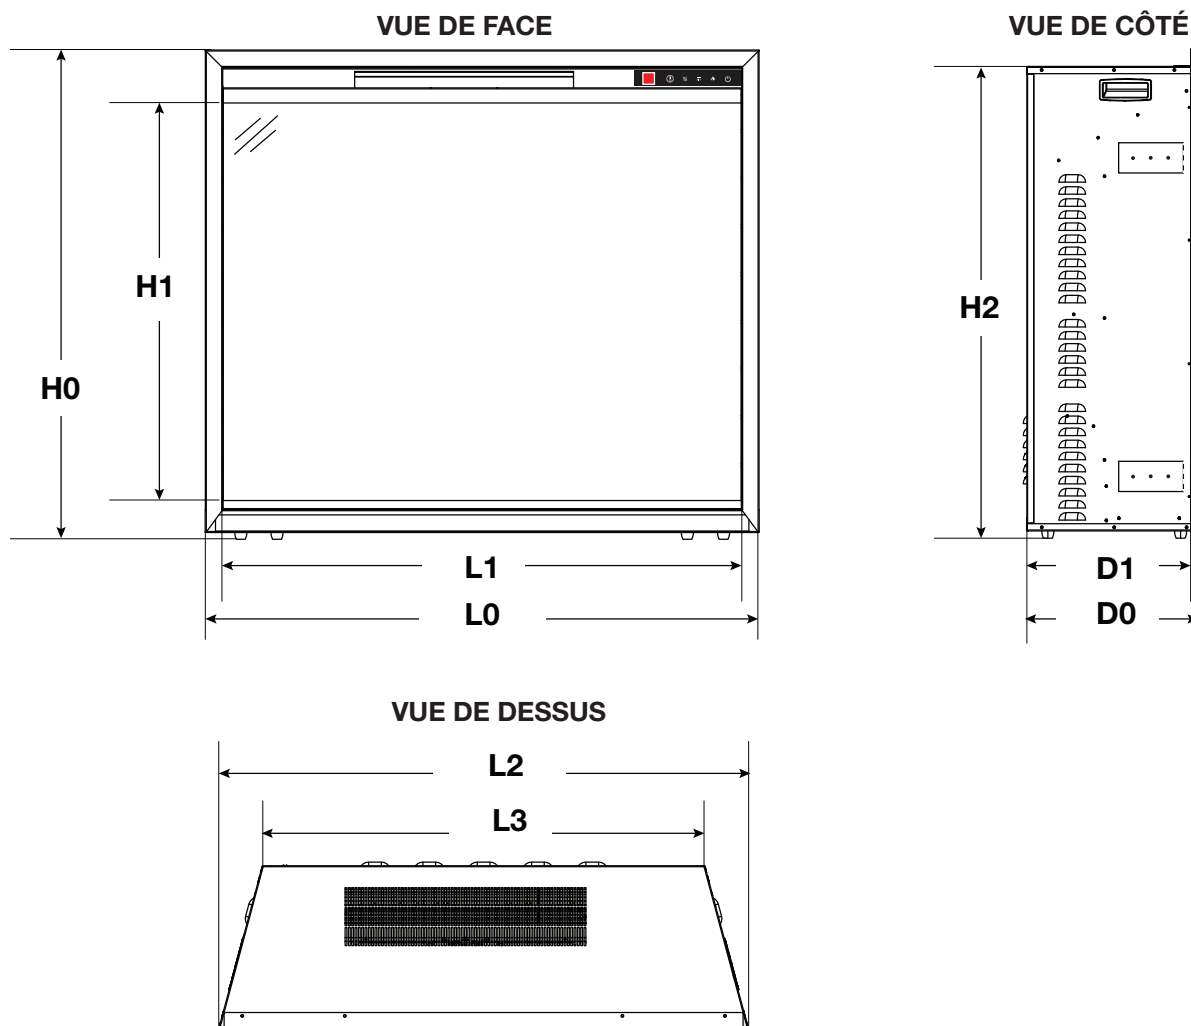 VUE DE FACE
VUE DE CÔTÉ
H1
H0
H2
L1
L0
D1
D0
VUE DE DESSUS
L2
L3